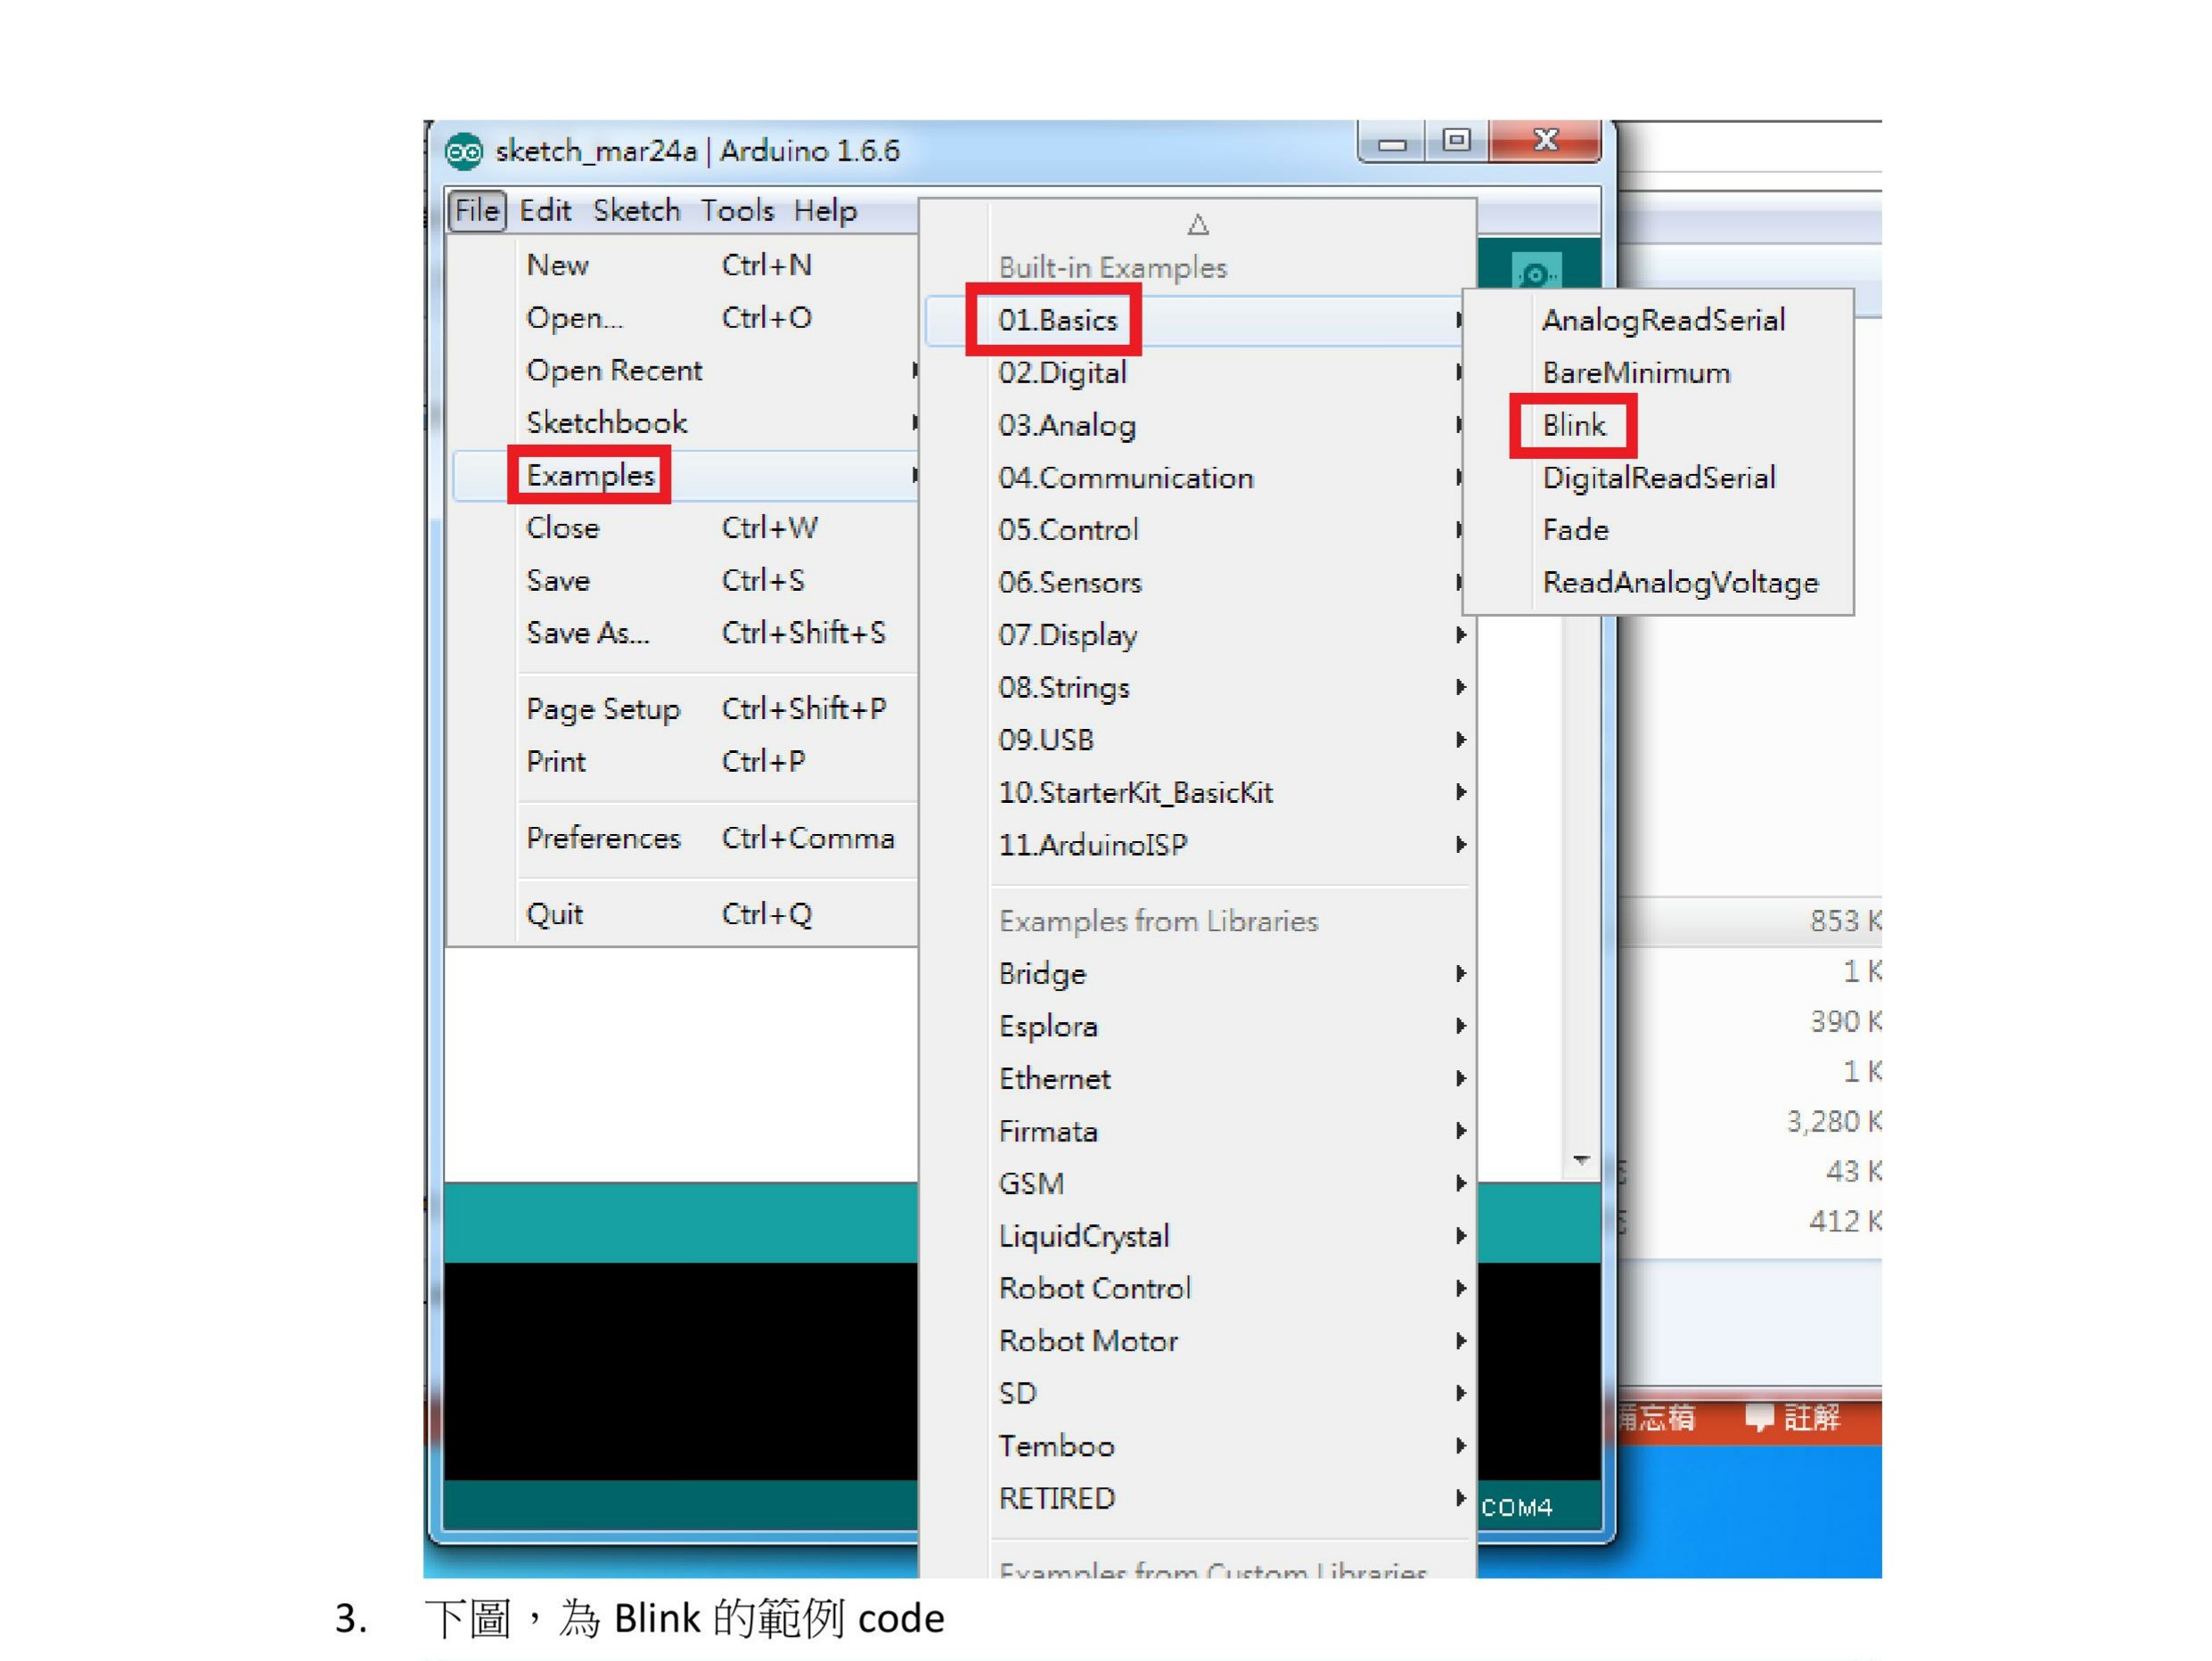 sketch_mar24a | Arduino 1.6.6
File Edit Sketch Tools Help
New Ctrl+N
Open... Ctrl+O
Open Recent
Sketchbook
Examples
Close Ctrl+W
Save Ctrl+S
Save As... Ctrl+Shift+S
Page Setup Ctrl+Shift+P
Print Ctrl+P
Preferences Ctrl+Comma
Quit Ctrl+Q
Built-in Examples
01.Basics
02.Digital
03.Analog
04.Communication
05.Control
06.Sensors
07.Display
08.Strings
09.USB
10.StarterKit_BasicKit
11.ArduinoISP
Examples from Libraries
Bridge
Esplora
Ethernet
Firmata
GSM
LiquidCrystal
Robot Control
Robot Motor
SD
Temboo
RETIRED
Examples from Custom Libraries
AnalogReadSerial
BareMinimum
Blink
DigitalReadSerial
Fade
ReadAnalogVoltage
853 K
1 K
390 K
1 K
3,280 K
43 K
412 K
備忘稿 註解
COM4
3. 下圖，為 Blink 的範例 code